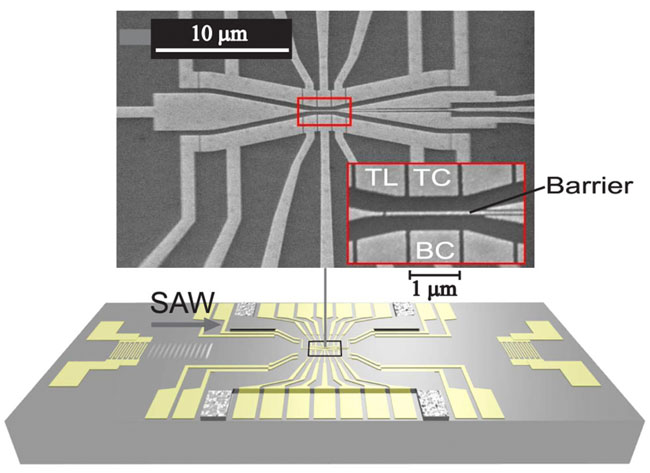 10 μm
TL TC
Barrier
BC
1 μm
SAW